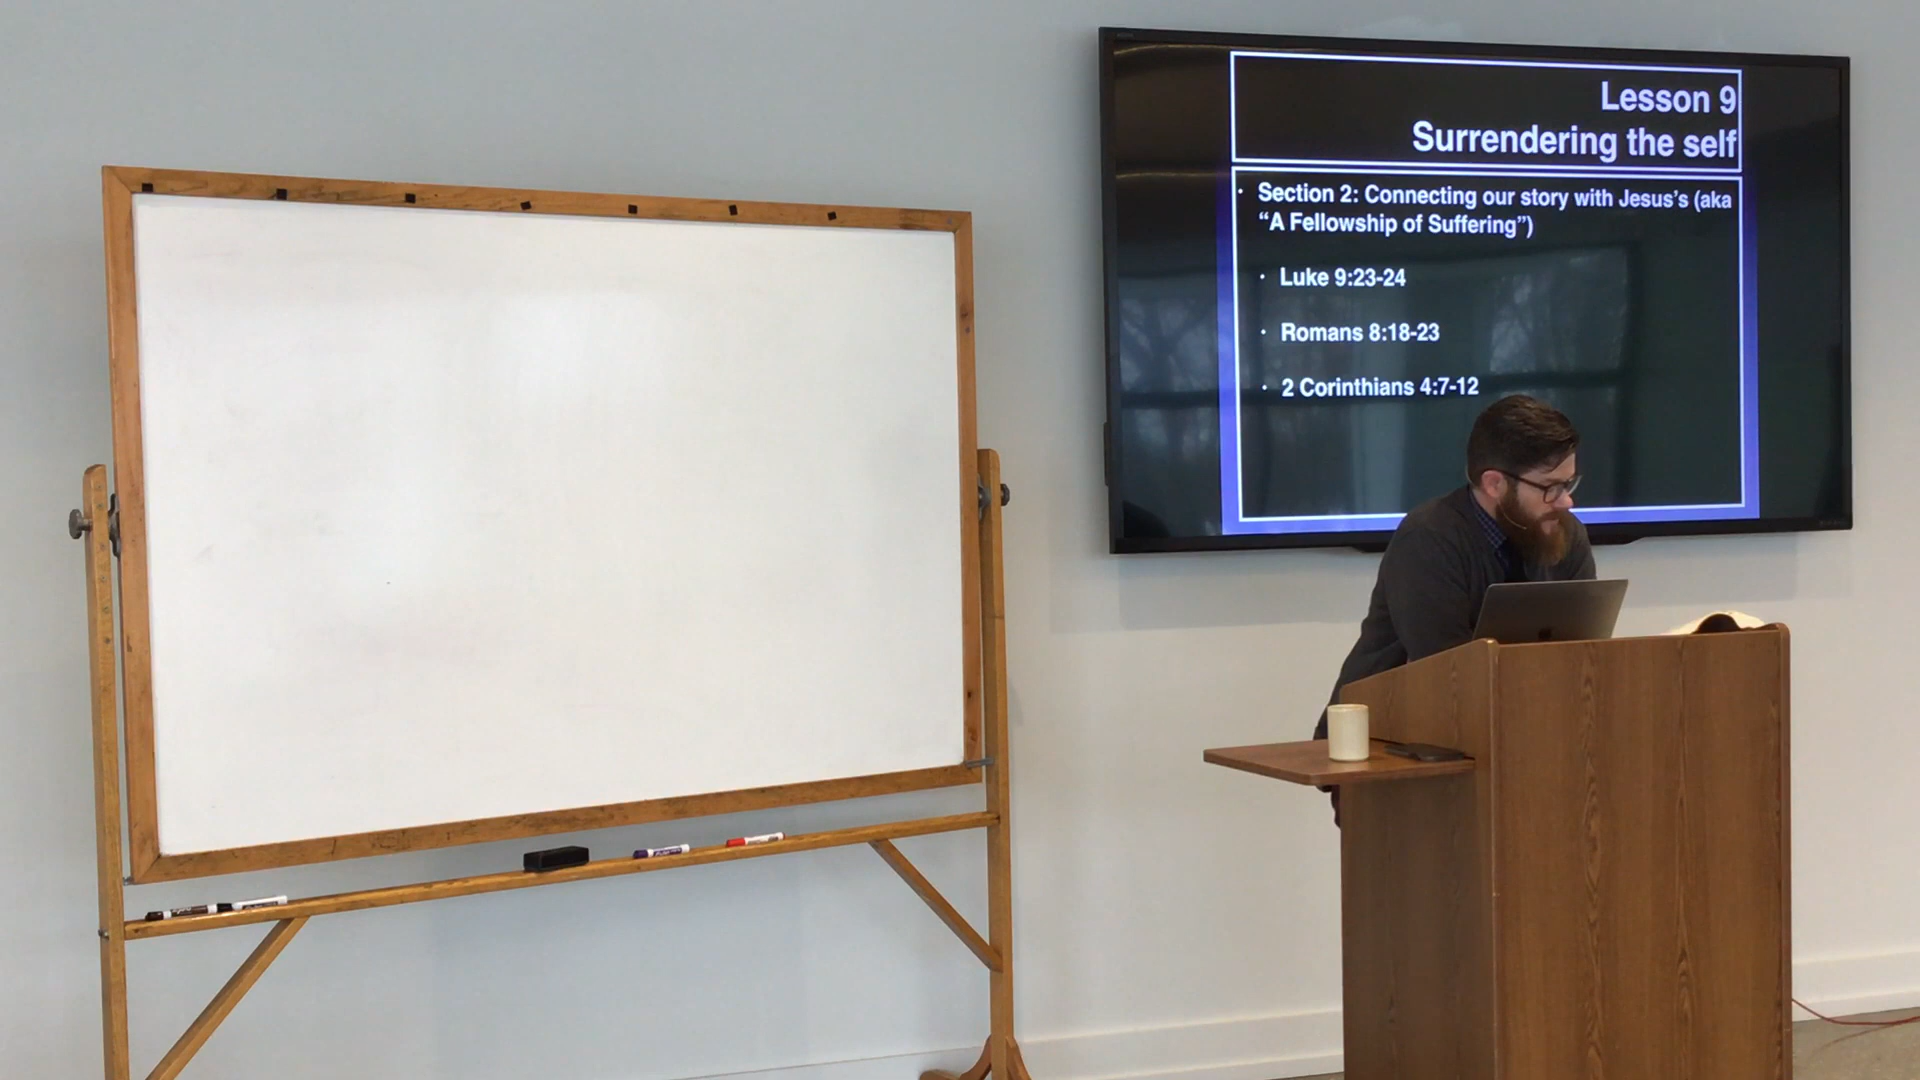 Lesson 9
Surrendering the self
• Section 2: Connecting our story with Jesus’s (aka
“A Fellowship of Suffering”)
• Luke 9:23-24
• Romans 8:18-23
• 2 Corinthians 4:7-12